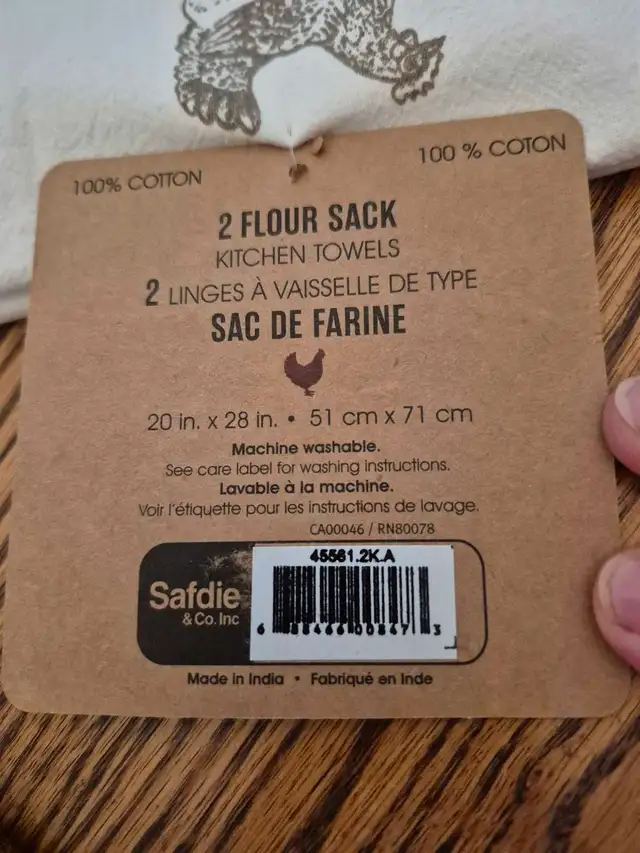 100% COTTON
100 % COTON
2 FLOUR SACK
KITCHEN TOWELS
2 LINGES À VAISSELLE DE TYPE
SAC DE FARINE
20 in. x 28 in. • 51 cm x 71 cm
Machine washable.
See care label for washing instructions.
Lavable à la machine.
Voir l'étiquette pour les instructions de lavage.
CA00046 / RN80078
45561.2K.A
Safdie
& Co. Inc
Made in India • Fabriqué en Inde